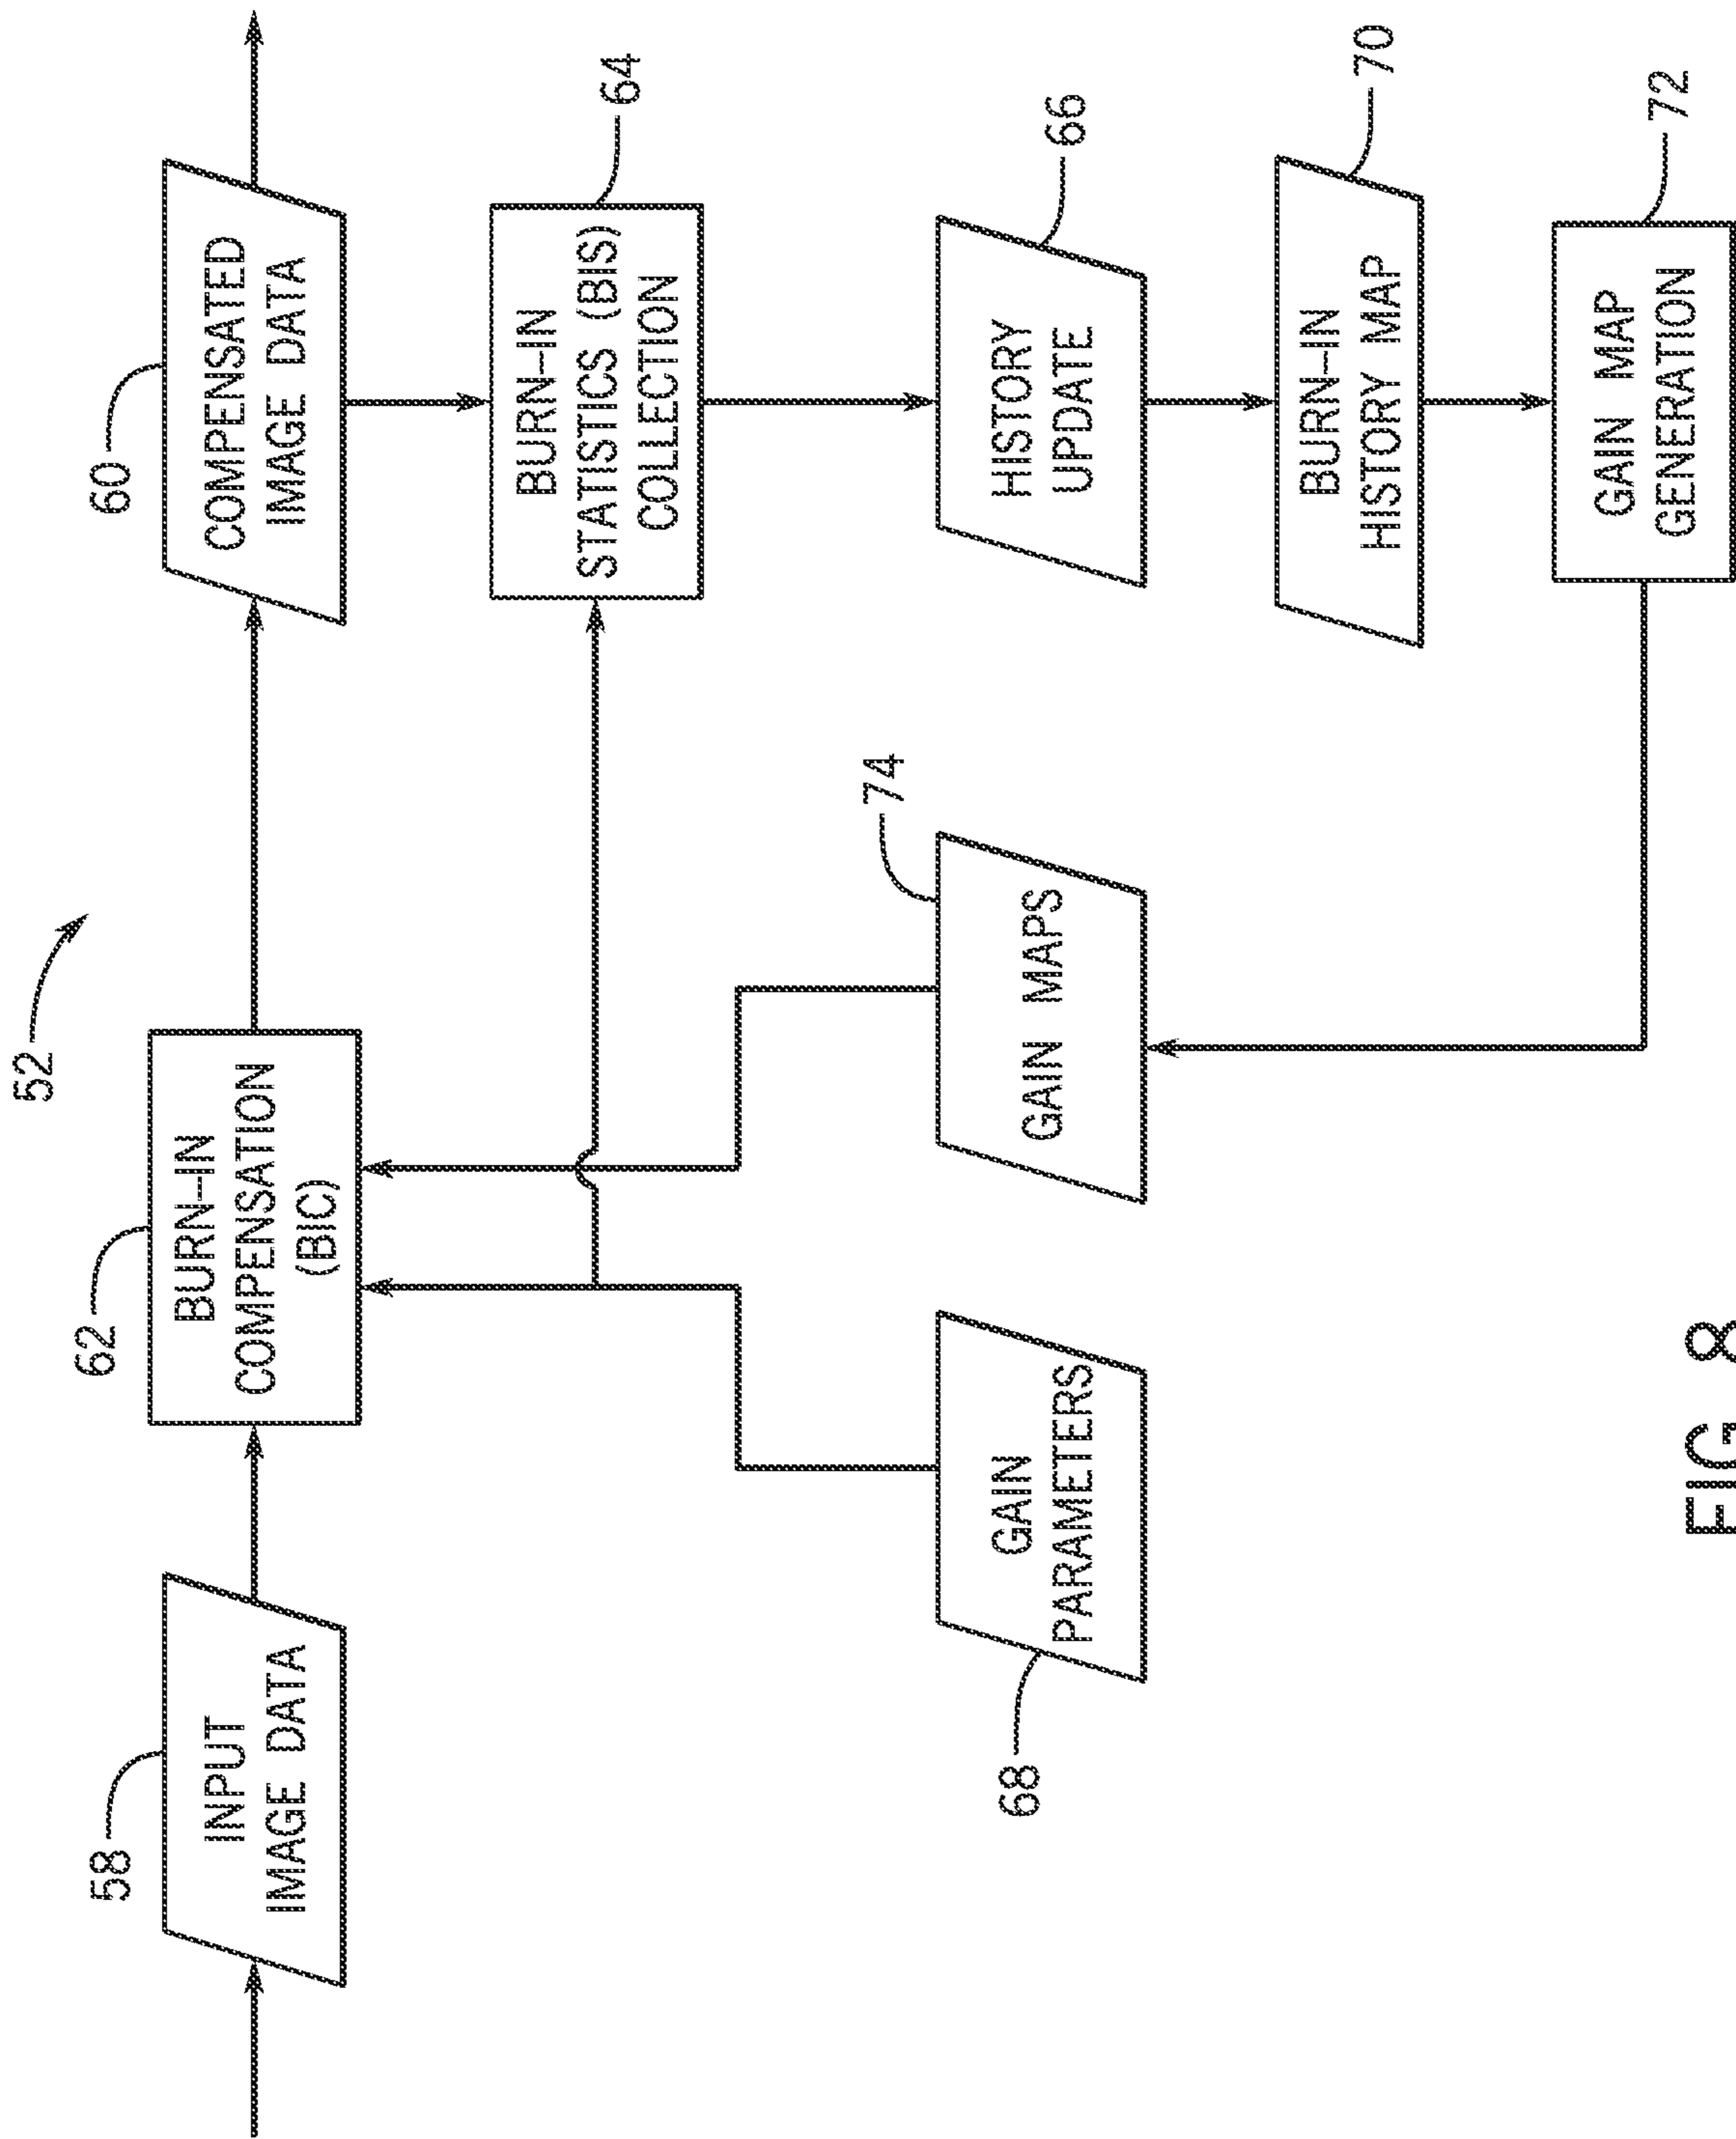 52
58
INPUT
IMAGE DATA
62
BURN-IN
COMPENSATION
(BIC)
60
COMPENSATED
IMAGE DATA
BURN-IN
STATISTICS (BIS)
COLLECTION
64
68
GAIN
PARAMETERS
GAIN MAPS
74
HISTORY
UPDATE
66
BURN-IN
HISTORY MAP
70
GAIN MAP
GENERATION
72
FIG 8